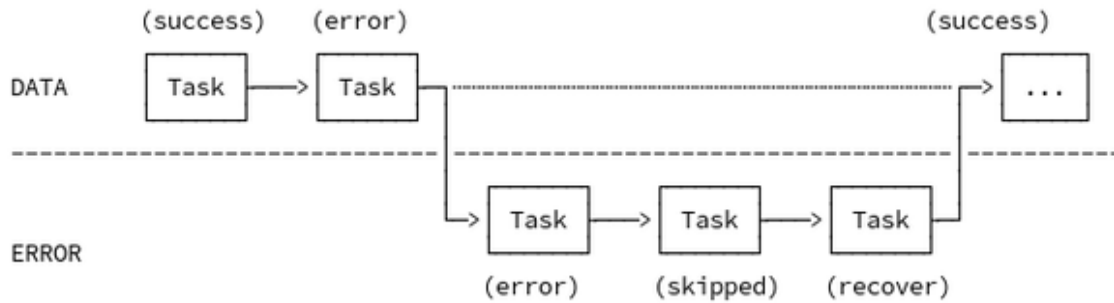 (success) (error) (success)
DATA Task Task ...
Task Task Task
ERROR
(error) (skipped) (recover)